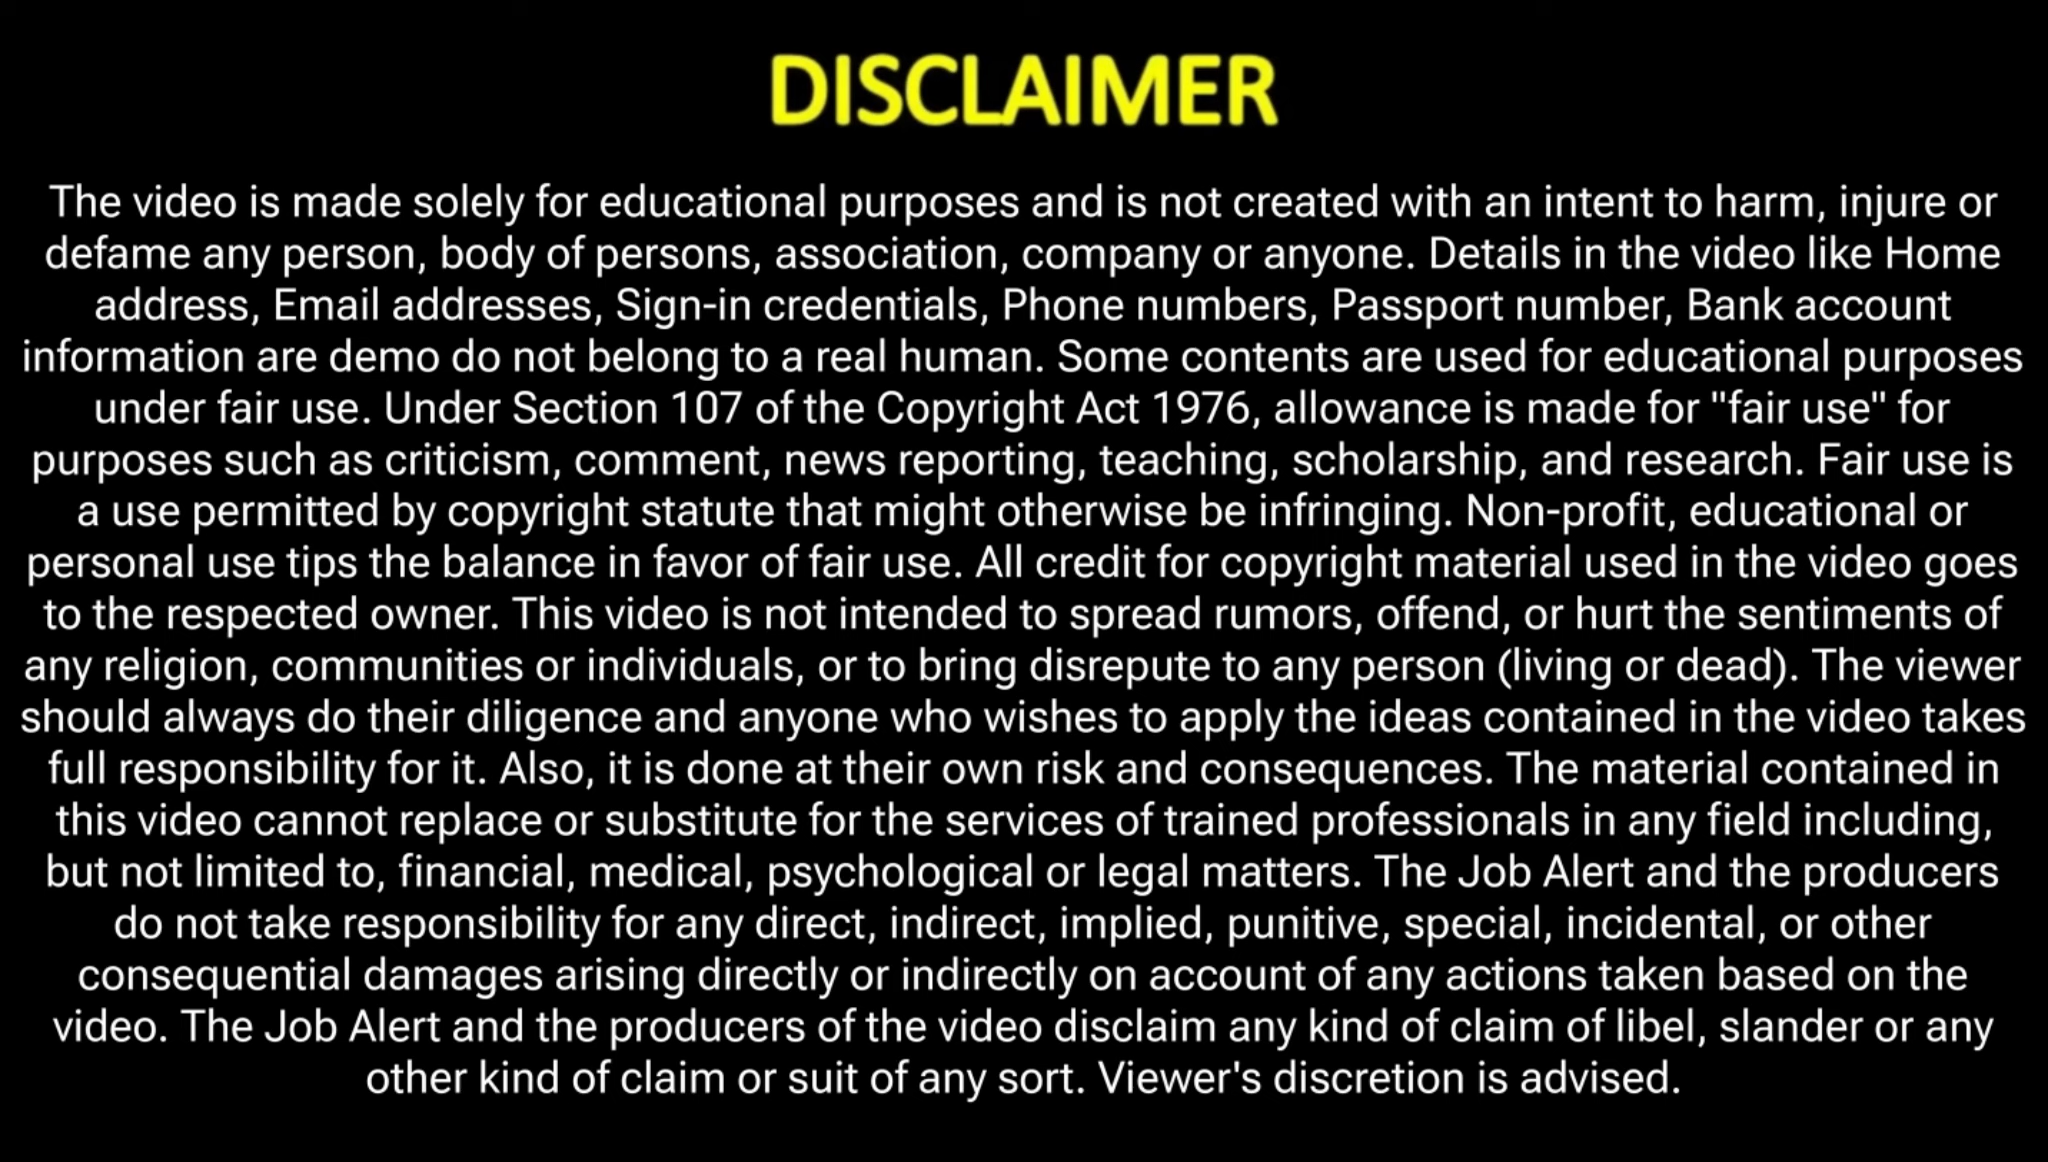 DISCLAIMER
The video is made solely for educational purposes and is not created with an intent to harm, injure or
defame any person, body of persons, association, company or anyone. Details in the video like Home
address, Email addresses, Sign-in credentials, Phone numbers, Passport number, Bank account
information are demo do not belong to a real human. Some contents are used for educational purposes
under fair use. Under Section 107 of the Copyright Act 1976, allowance is made for "fair use" for
purposes such as criticism, comment, news reporting, teaching, scholarship, and research. Fair use is
a use permitted by copyright statute that might otherwise be infringing. Non-profit, educational or
personal use tips the balance in favor of fair use. All credit for copyright material used in the video goes
to the respected owner. This video is not intended to spread rumors, offend, or hurt the sentiments of
any religion, communities or individuals, or to bring disrepute to any person (living or dead). The viewer
should always do their diligence and anyone who wishes to apply the ideas contained in the video takes
full responsibility for it. Also, it is done at their own risk and consequences. The material contained in
this video cannot replace or substitute for the services of trained professionals in any field including,
but not limited to, financial, medical, psychological or legal matters. The Job Alert and the producers
do not take responsibility for any direct, indirect, implied, punitive, special, incidental, or other
consequential damages arising directly or indirectly on account of any actions taken based on the
video. The Job Alert and the producers of the video disclaim any kind of claim of libel, slander or any
other kind of claim or suit of any sort. Viewer's discretion is advised.